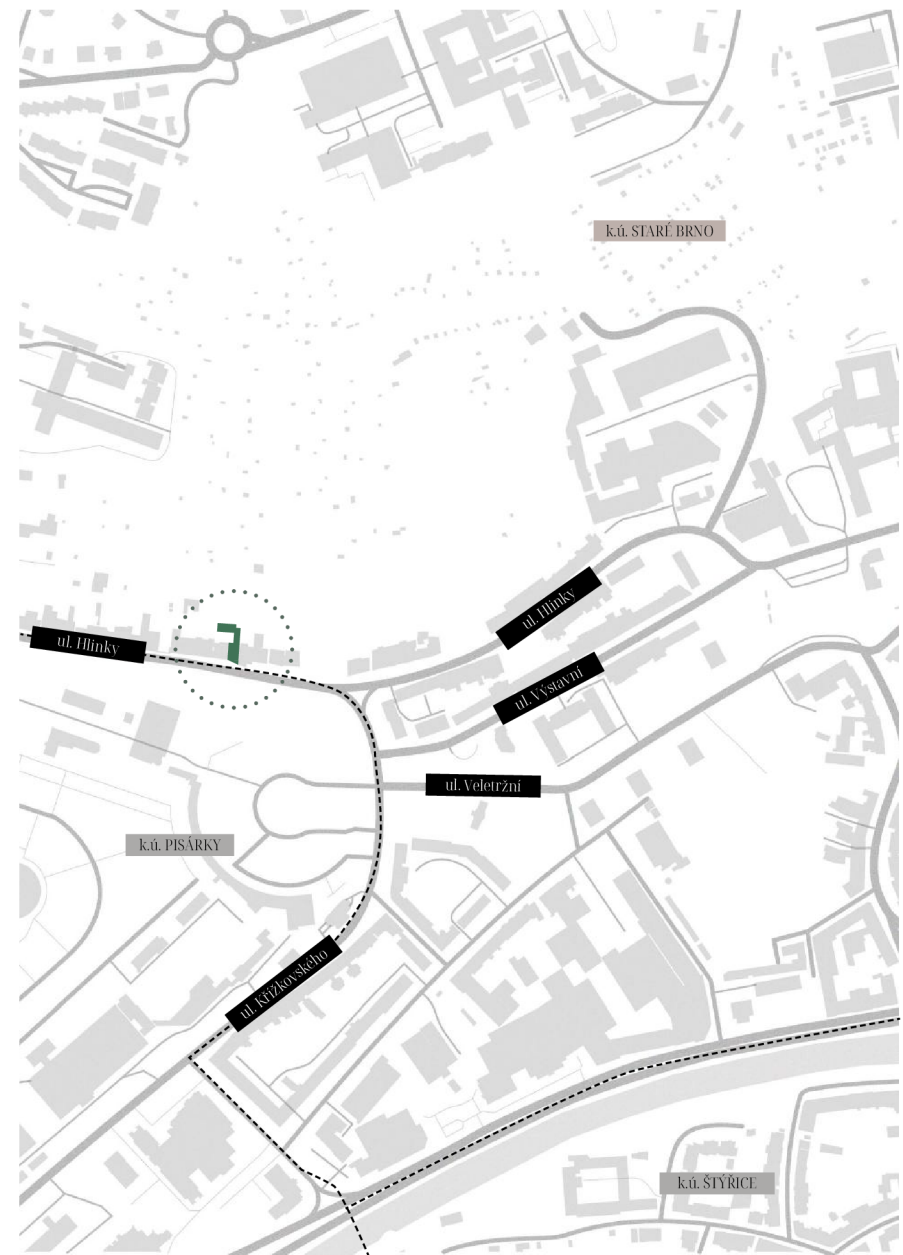 k.ú. STARÉ BRNO
ul. Hlinky
ul. Hlinky
ul. Výstavní
ul. Veletržní
k.ú. PISÁRKY
ul. Křížkovského
k.ú. ŠTÝŘICE